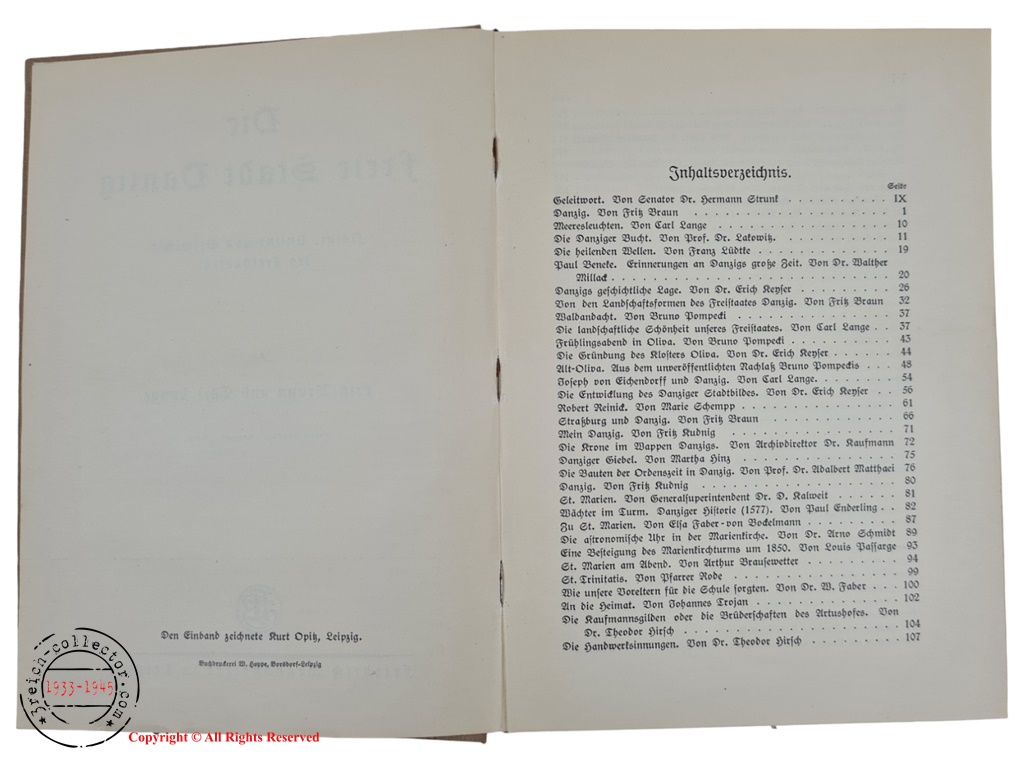 Den Einband zeichnete Kurt Opitz, Leipzig.
Buchdruckerei W. Hoppe, Borsdorf-Leipzig
Inhaltsverzeichnis.
Seite
Geleitwort. Von Senator Dr. Hermann Strunk . . . . . . . . . . IX
Danzig. Von Fritz Braun . . . . . . . . . . . . . . . . . . 1
Meeresleuchten. Von Carl Lange . . . . . . . . . . . . . . . 10
Die Danziger Bucht. Von Prof. Dr. Lakowitz. . . . . . . . . . . 11
Die heilenden Wellen. Von Franz Lüdtke . . . . . . . . . . . . 19
Paul Beneke. Erinnerungen an Danzigs große Zeit. Von Dr. Walther
Millack . . . . . . . . . . . . . . . . . . . . . . . . 20
Danzigs geschichtliche Lage. Von Dr. Erich Keyser . . . . . . . . . 26
Von den Landschaftsformen des Freistaates Danzig. Von Fritz Braun 32
Waldandacht. Von Bruno Pompecki . . . . . . . . . . . . . . 37
Die landschaftliche Schönheit unseres Freistaates. Von Carl Lange . . 37
Frühlingsabend in Oliva. Von Bruno Pompecki . . . . . . . . . . 43
Die Gründung des Klosters Oliva. Von Dr. Erich Keyser . . . . . . 44
Alt-Oliva. Aus dem unveröffentlichten Nachlaß Bruno Pompeckis . . . 48
Joseph von Eichendorff und Danzig. Von Carl Lange. . . . . . . . . 54
Die Entwicklung des Danziger Stadtbildes. Von Dr. Erich Keyser . . . 56
Robert Reinick. Von Marie Schempp . . . . . . . . . . . . . . 61
Straßburg und Danzig. Von Fritz Braun . . . . . . . . . . . . 66
Mein Danzig. Von Fritz Kudnig . . . . . . . . . . . . . . . 71
Die Krone im Wappen Danzigs. Von Archivdirektor Dr. Kaufmann 72
Danziger Giebel. Von Martha Hinz . . . . . . . . . . . . . . 75
Die Bauten der Ordenszeit in Danzig. Von Prof. Dr. Adalbert Matthaei 76
Danzig. Von Fritz Kudnig . . . . . . . . . . . . . . . . . 80
St. Marien. Von Generalsuperintendent Dr. D. Kalweit . . . . . . . 81
Wächter im Turm. Danziger Historie (1577). Von Paul Enderling . . 82
Zu St. Marien. Von Elsa Faber-von Bockelmann . . . . . . . . . 87
Die astronomische Uhr in der Marienkirche. Von Dr. Arno Schmidt 89
Eine Besteigung des Marienkirchturms um 1850. Von Louis Passarge 93
St. Marien am Abend. Von Arthur Brausewetter . . . . . . . . . . 94
St. Trinitatis. Von Pfarrer Rode . . . . . . . . . . . . . . . 99
Wie unsere Voreltern für die Schule sorgten. Von Dr. W. Faber . . . 100
An die Heimat. Von Johannes Trojan . . . . . . . . . . . . . . 102
Die Kaufmannsgilden oder die Brüderschaften des Artushofes. Von
Dr. Theodor Hirsch . . . . . . . . . . . . . . . . . . . . 104
Die Handwerksinnungen. Von Dr. Theodor Hirsch . . . . . . . . . 107
3reich-collector.com
1933-1945
Copyright © All Rights Reserved